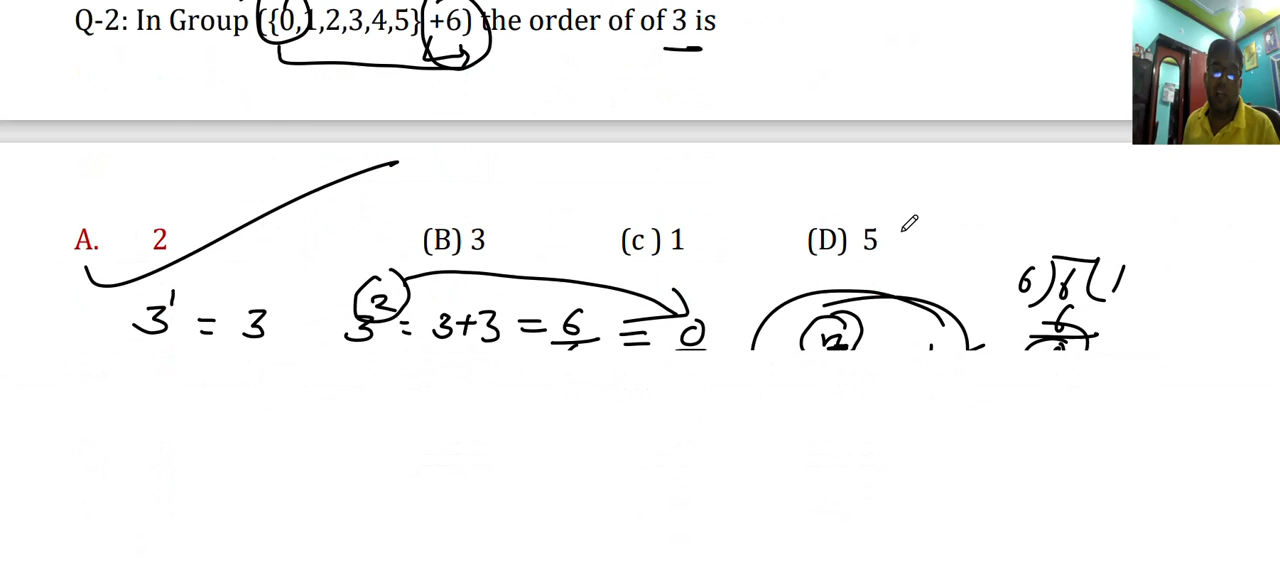 Q-2: In Group ({0,1,2,3,4,5} +6) the order of of 3 is
A. 2 (B) 3 (c ) 1 (D) 5
3¹ = 3 3² = 3+3 = 6 ≡ 0 6)6(1
6